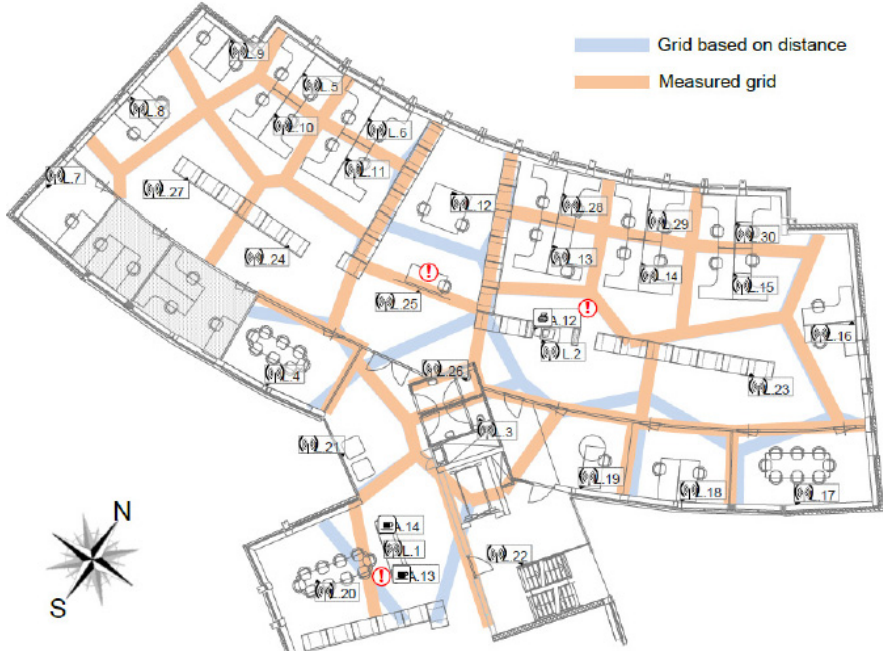 Grid based on distance
Measured grid
L.9
L.5
L.8
L.10
L.6
L.11
L.7
L.27
L.12
L.28
L.29
L.30
L.24
L.13
L.14
L.15
L.25
!
!
A.12
L.2
L.16
L.4
L.26
L.23
L.21
L.3
L.19
L.18
L.17
N
S
A.14
L.1
L.22
!
A.13
L.20